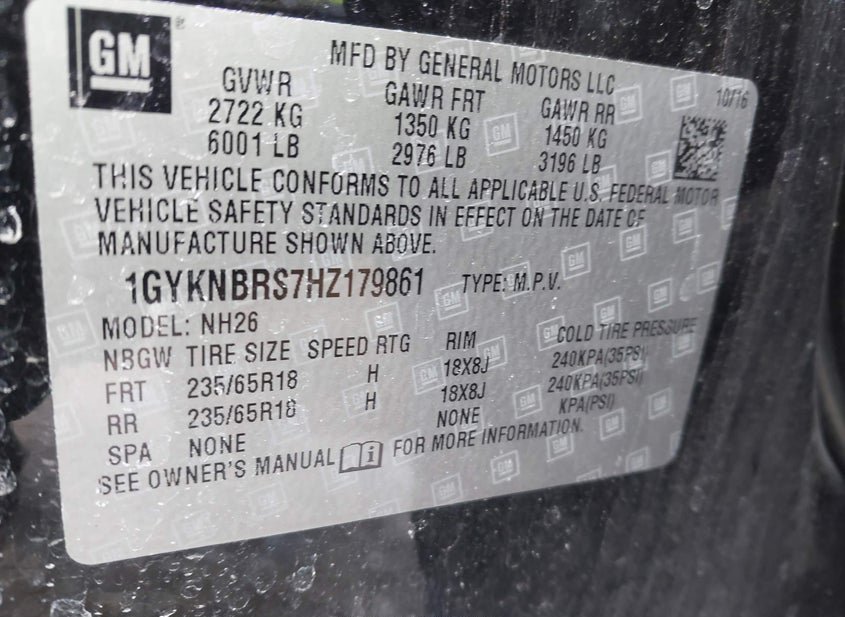 GM
MFD BY GENERAL MOTORS LLC
10/16
GVWR GAWR FRT GAWR RR
2722 KG 1350 KG 1450 KG
6001 LB 2976 LB 3196 LB
THIS VEHICLE CONFORMS TO ALL APPLICABLE U.S. FEDERAL MOTOR
VEHICLE SAFETY STANDARDS IN EFFECT ON THE DATE OF
MANUFACTURE SHOWN ABOVE.
1GYKNBRS7HZ179861 TYPE: M.P.V.
MODEL: NH26
NBGW TIRE SIZE SPEED RTG RIM COLD TIRE PRESSURE
FRT 235/65R18 H 18X8J 240KPA(35PSI)
RR 235/65R18 H 18X8J 240KPA(35PSI)
SPA NONE NONE KPA(PSI)
SEE OWNER'S MANUAL FOR MORE INFORMATION.